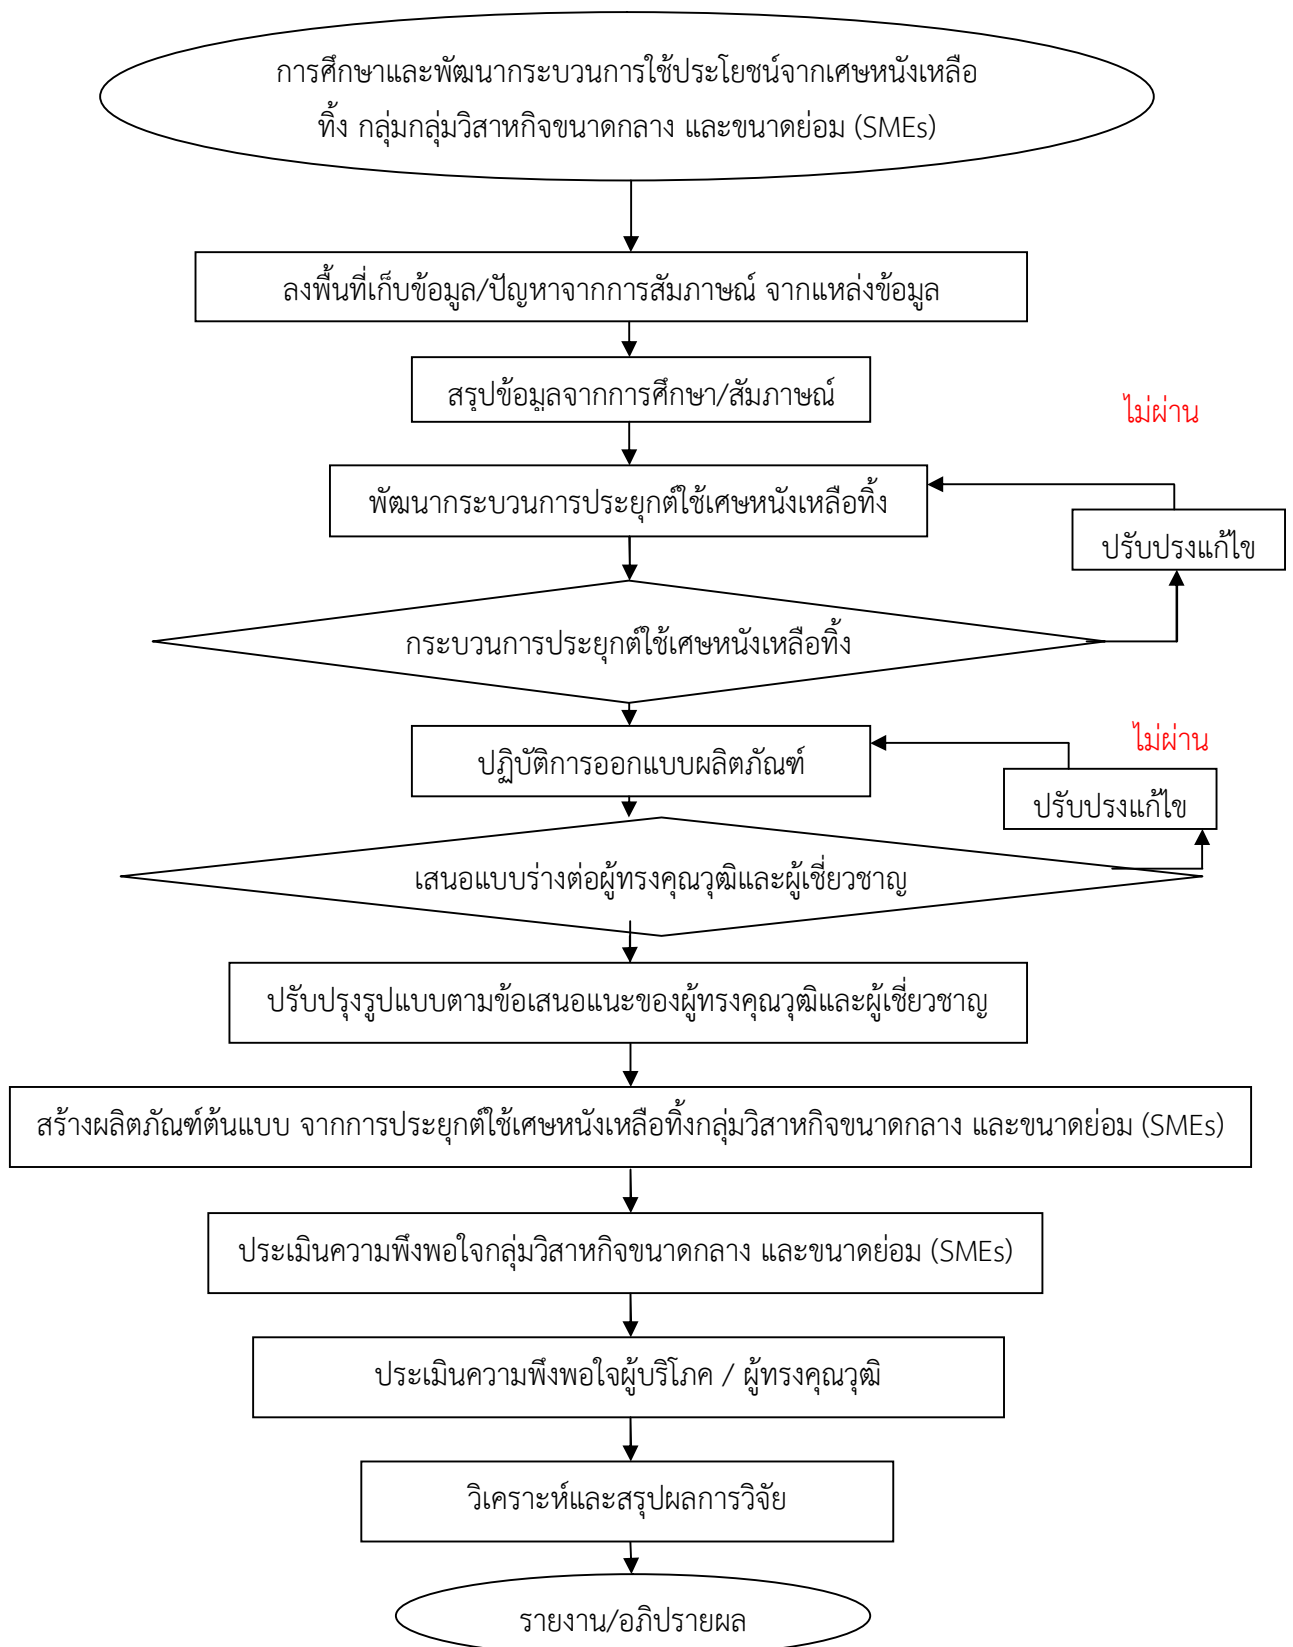 การศึกษาและพัฒนากระบวนการใช้ประโยชน์จากเศษหนังเหลือ
ทิ้ง กลุ่มกลุ่มวิสาหกิจขนาดกลาง และขนาดย่อม (SMEs)
ลงพื้นที่เก็บข้อมูล/ปัญหาจากการสัมภาษณ์ จากแหล่งข้อมูล
สรุปข้อมูลจากการศึกษา/สัมภาษณ์
ไม่ผ่าน
พัฒนากระบวนการประยุกต์ใช้เศษหนังเหลือทิ้ง
ปรับปรุงแก้ไข
กระบวนการประยุกต์ใช้เศษหนังเหลือทิ้ง
ไม่ผ่าน
ปฏิบัติการออกแบบผลิตภัณฑ์
ปรับปรุงแก้ไข
เสนอแบบร่างต่อผู้ทรงคุณวุฒิและผู้เชี่ยวชาญ
ปรับปรุงรูปแบบตามข้อเสนอแนะของผู้ทรงคุณวุฒิและผู้เชี่ยวชาญ
สร้างผลิตภัณฑ์ต้นแบบ จากการประยุกต์ใช้เศษหนังเหลือทิ้งกลุ่มวิสาหกิจขนาดกลาง และขนาดย่อม (SMEs)
ประเมินความพึงพอใจกลุ่มวิสาหกิจขนาดกลาง และขนาดย่อม (SMEs)
ประเมินความพึงพอใจผู้บริโภค / ผู้ทรงคุณวุฒิ
วิเคราะห์และสรุปผลการวิจัย
รายงาน/อภิปรายผล